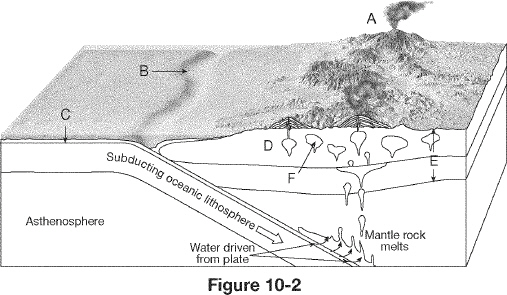 A
B
C
D
E
F
Subducting oceanic lithosphere
Asthenosphere
Water driven
from plate
Mantle rock
melts
Figure 10-2